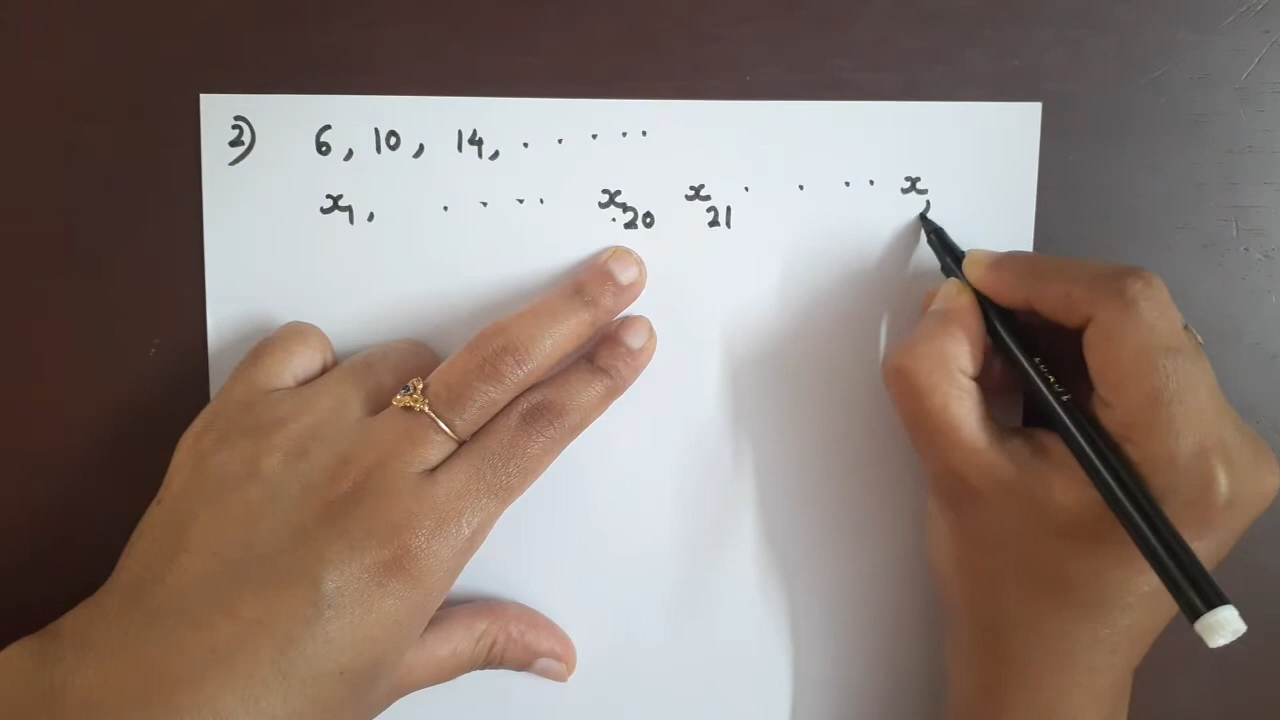 2) 6, 10, 14, . . . . . .
x1, . . . . x20 x21 . . . . x